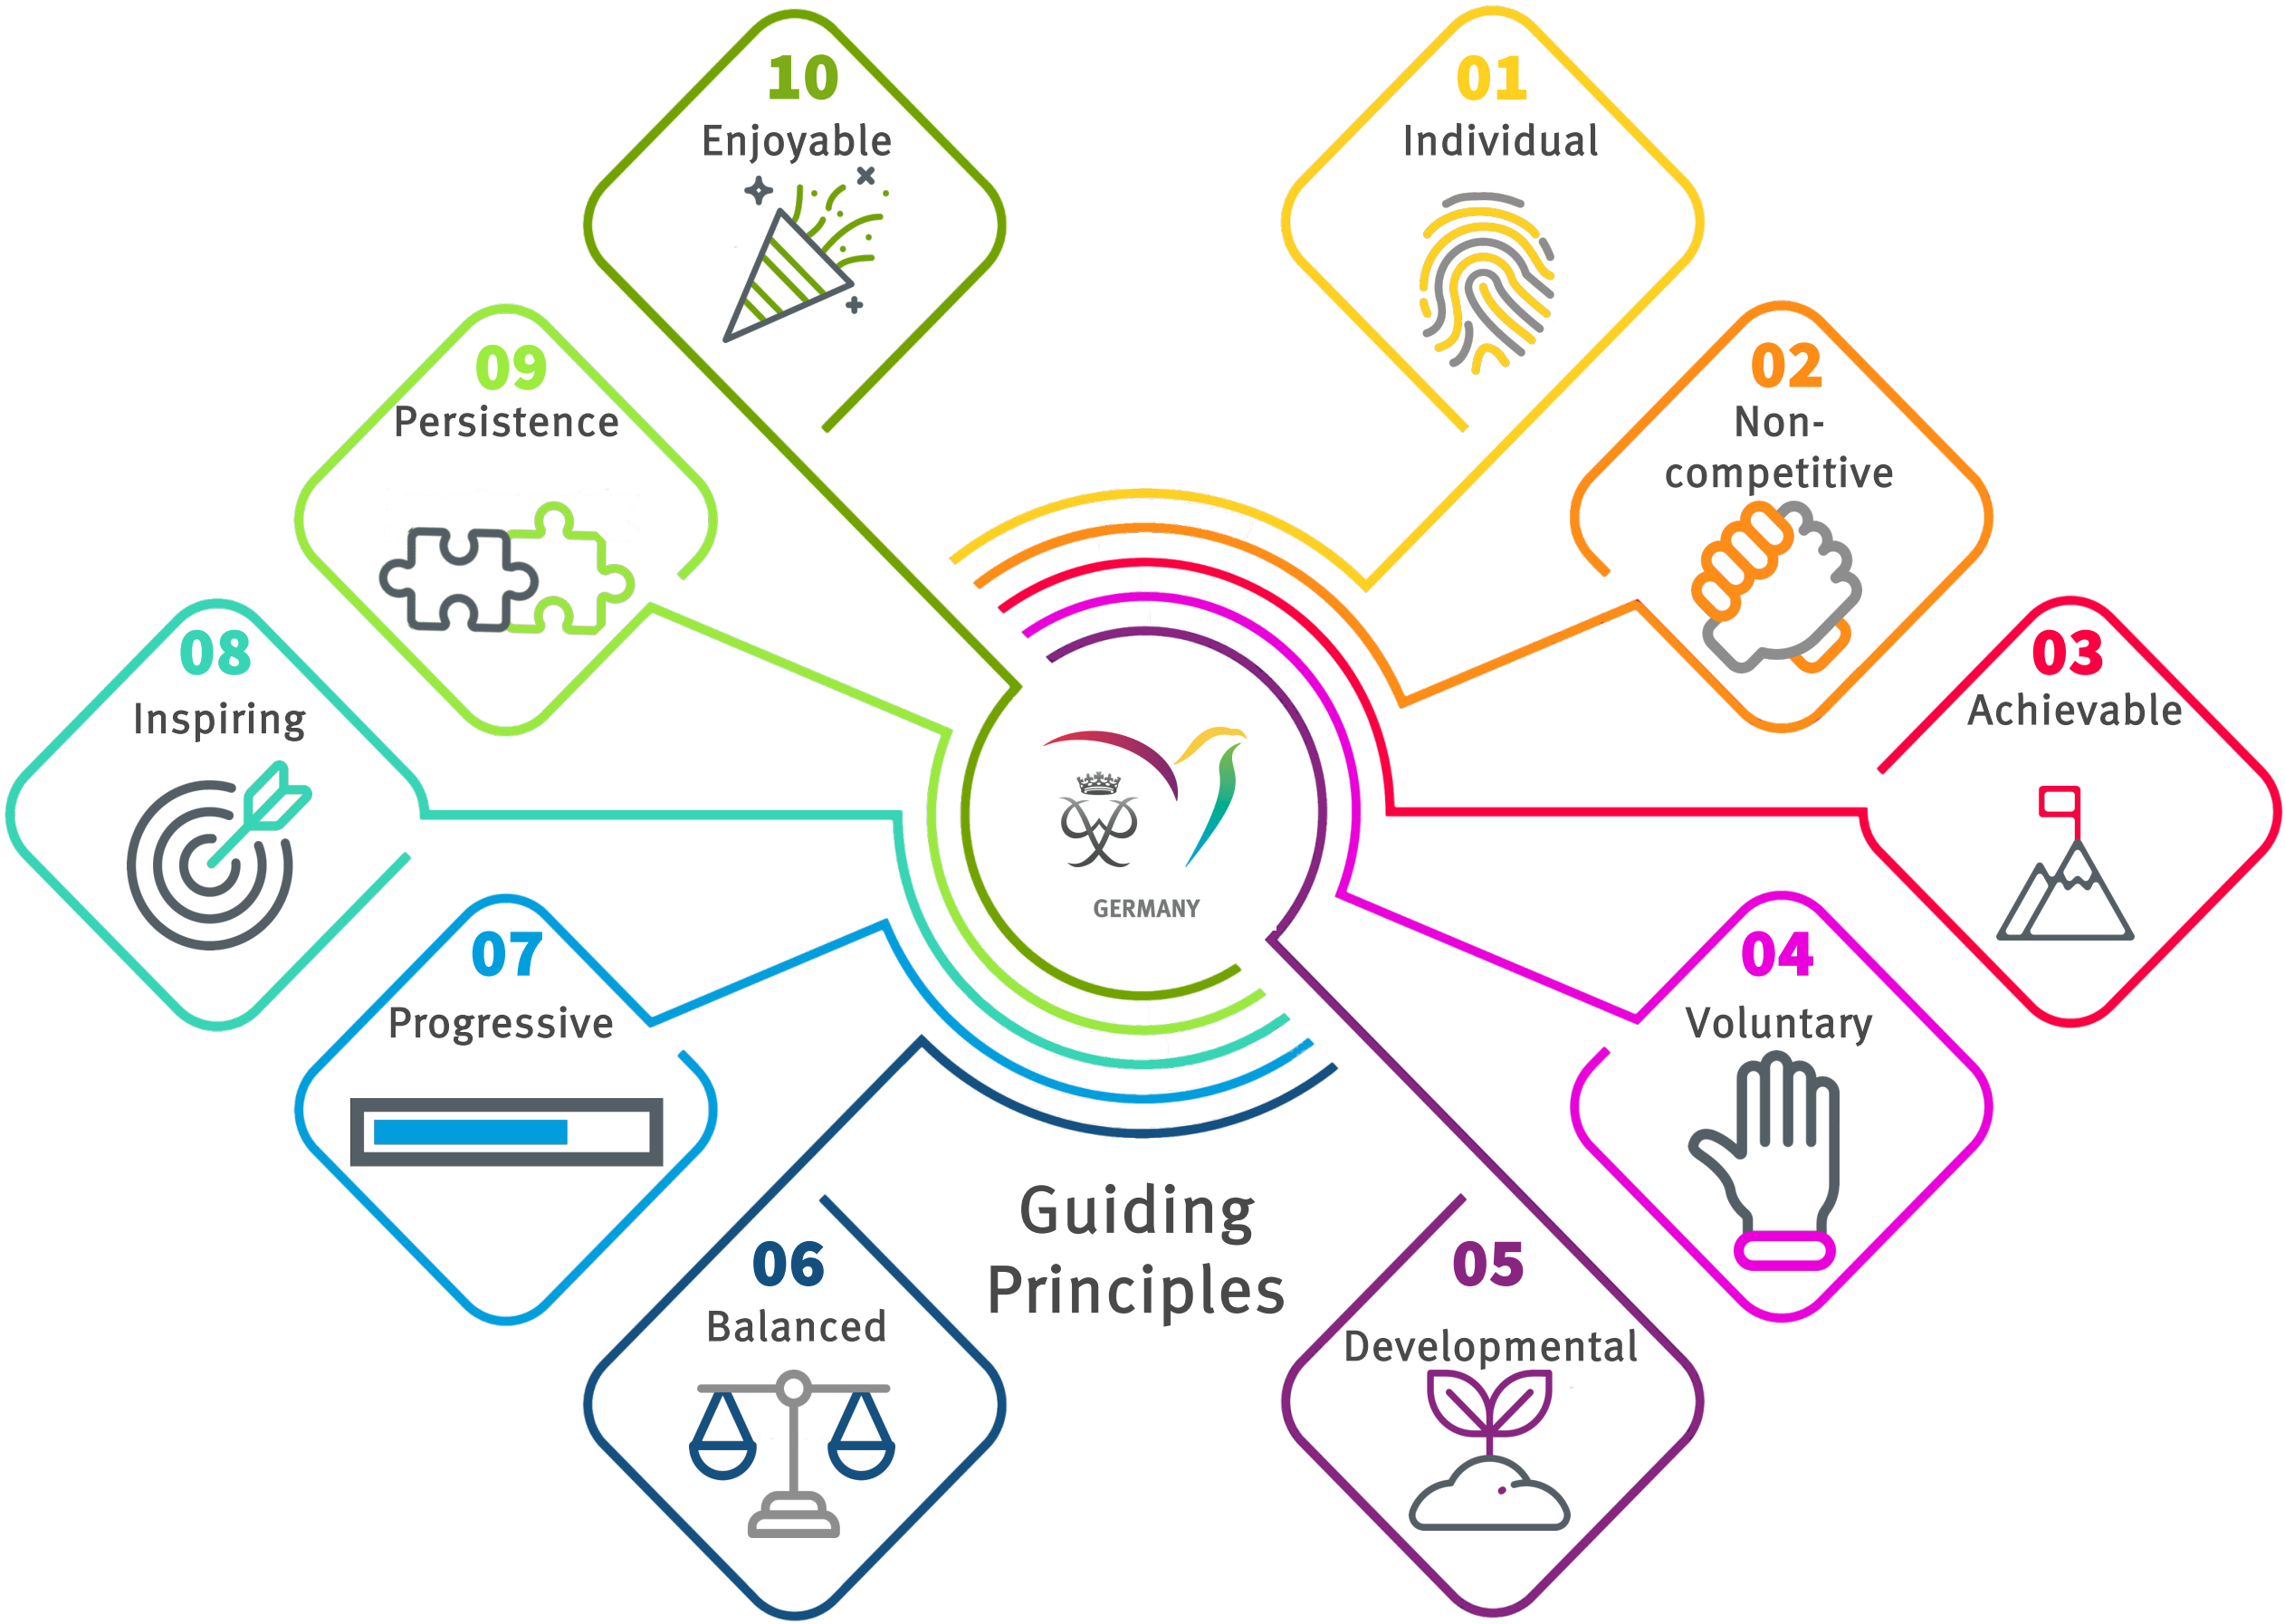 01
Individual
02
Non-
competitive
03
Achievable
04
Voluntary
05
Developmental
06
Balanced
07
Progressive
08
Inspiring
09
Persistence
10
Enjoyable
GERMANY
Guiding
Principles